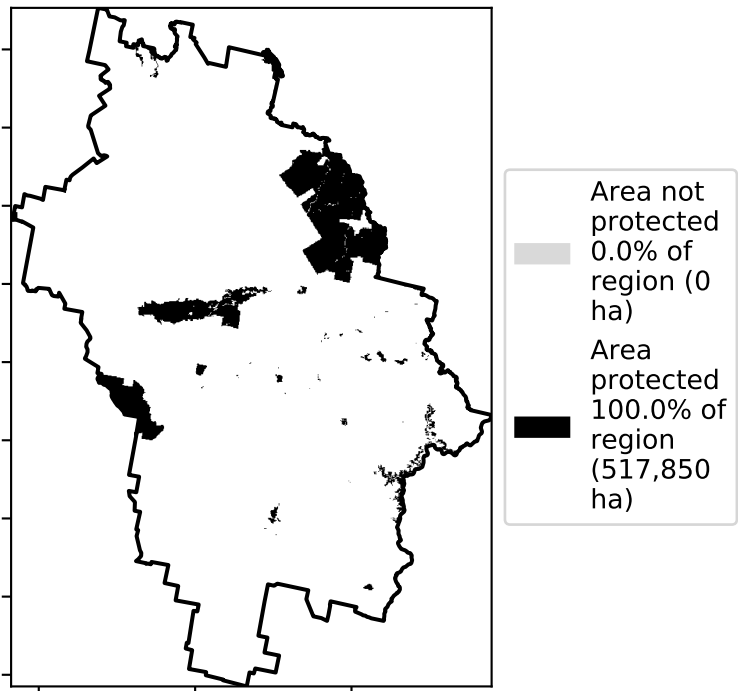 Area not
protected
0.0% of
region (0
ha)
Area
protected
100.0% of
region
(517,850
ha)